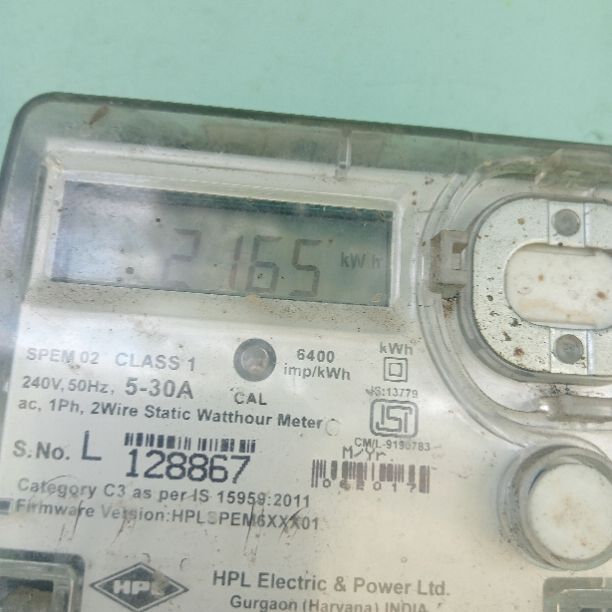 2165 kWh
SPEM 02 CLASS 1
6400
imp/kWh
kWh
240V, 50Hz, 5-30A
CAL
IS:13779
ac, 1Ph, 2Wire Static Watthour Meter
ISI
CM/L-9190783
S.No. L 128867
M/Yr.
042017
Category C3 as per IS 15959:2011
Firmware Version:HPLSPEM6XXX01
HPL
HPL Electric & Power Ltd.
Gurgaon (Haryana) INDIA